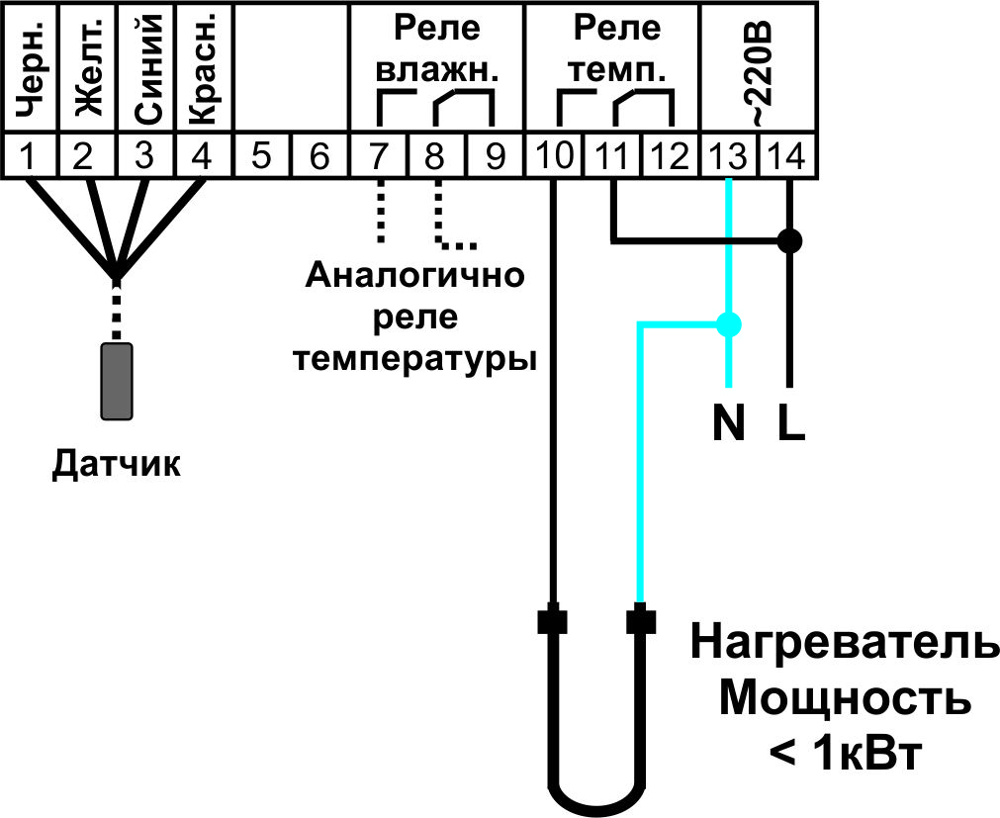 Черн.
Желт.
Синий
Красн.
Реле
влажн.
Реле
темп.
~220В
1 2 3 4 5 6 7 8 9 10 11 12 13 14
Аналогично
реле
температуры
Датчик
N L
Нагреватель
Мощность
< 1кВт